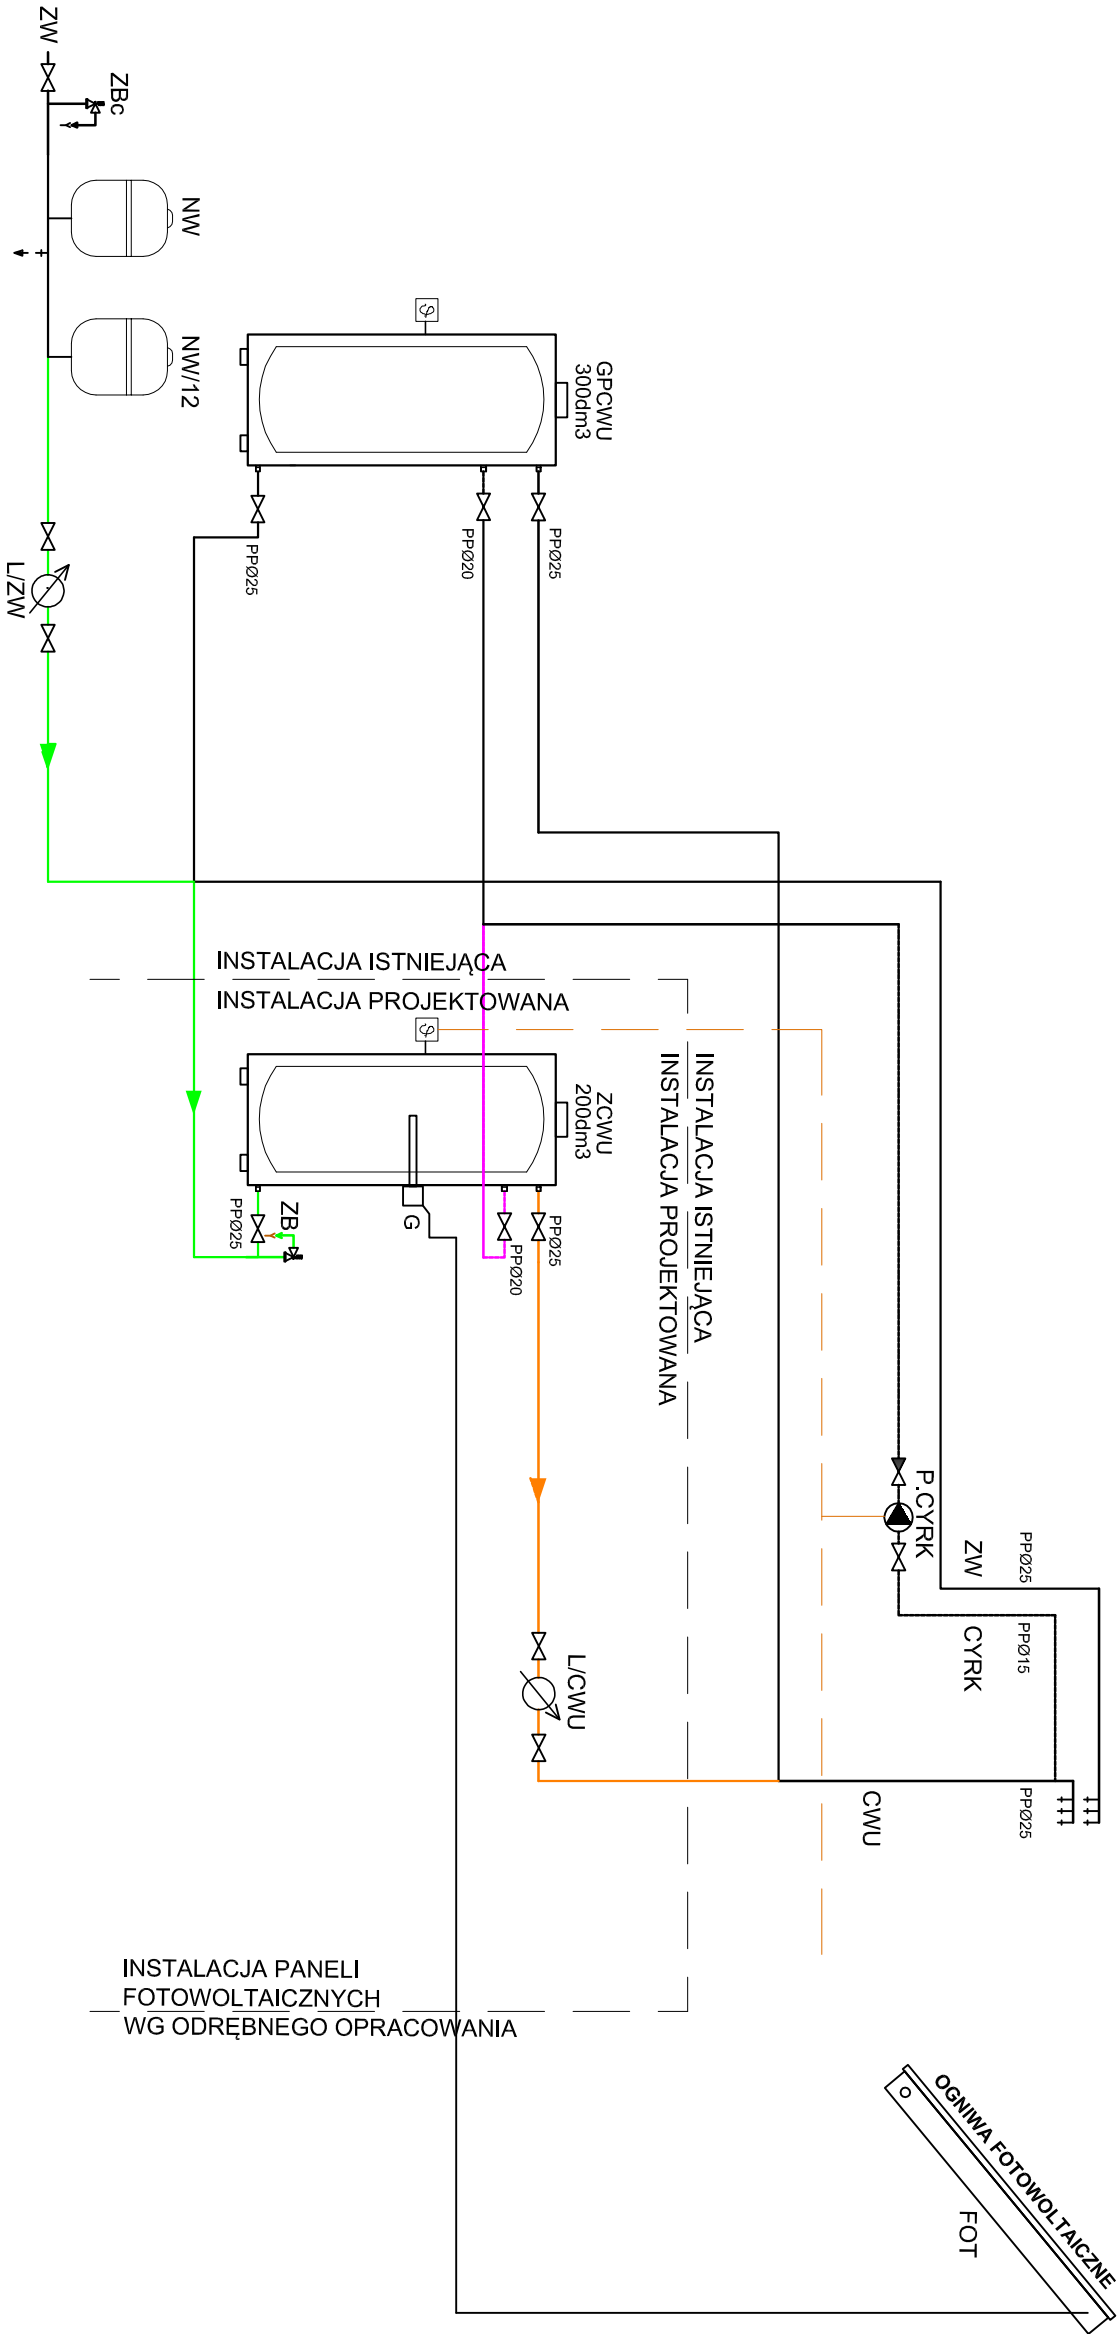 ZW
ZBc
NW
NW/12
GPCWU
300dm3
PPØ25
PPØ20
PPØ25
L/ZW
INSTALACJA ISTNIEJĄCA
INSTALACJA PROJEKTOWANA
INSTALACJA ISTNIEJĄCA
INSTALACJA PROJEKTOWANA
ZCWU
200dm3
G
ZB
PPØ25
PPØ20
PPØ25
P.CYRK
ZW
PPØ25
CYRK
PPØ15
L/CWU
CWU
PPØ25
INSTALACJA PANELI
FOTOWOLTAICZNYCH
WG ODRĘBNEGO OPRACOWANIA
OGNIWA FOTOWOLTAICZNE
FOT